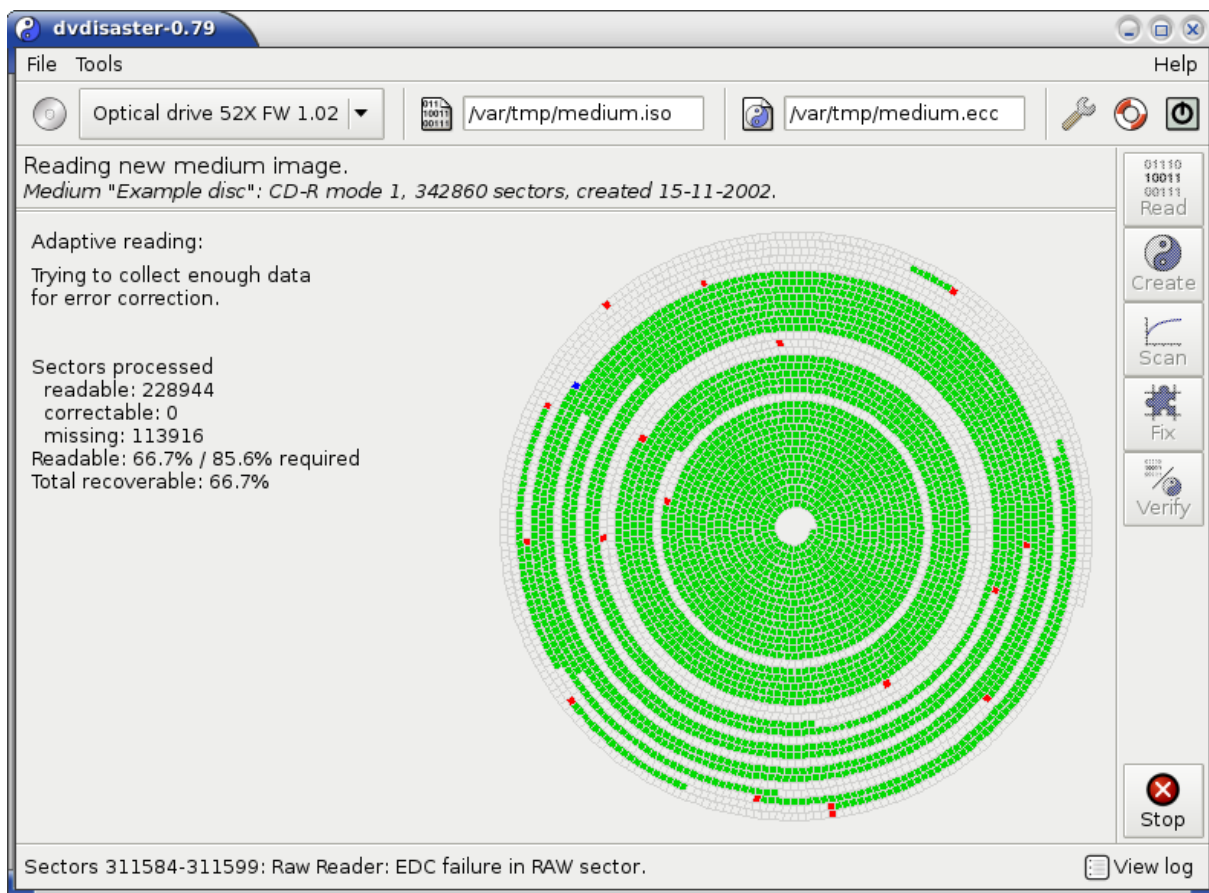 dvdisaster-0.79
File Tools Help
Optical drive 52X FW 1.02 /var/tmp/medium.iso /var/tmp/medium.ecc
Reading new medium image.
Medium "Example disc": CD-R mode 1, 342860 sectors, created 15-11-2002.
Adaptive reading:
Trying to collect enough data
for error correction.
Sectors processed
readable: 228944
correctable: 0
missing: 113916
Readable: 66.7% / 85.6% required
Total recoverable: 66.7%
01110
10011
00111
Read
Create
Scan
Fix
Verify
Stop
Sectors 311584-311599: Raw Reader: EDC failure in RAW sector. View log